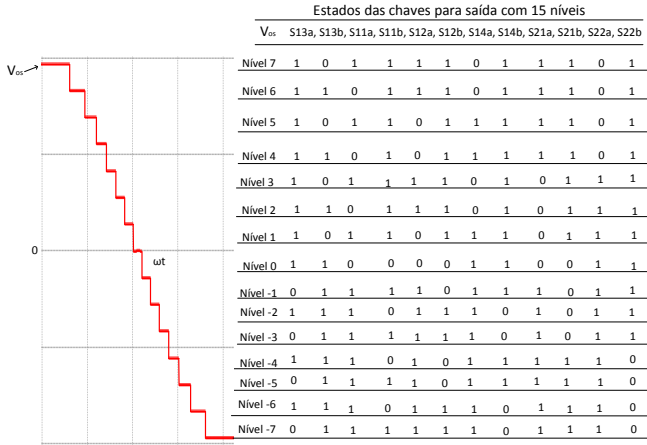 Estados das chaves para saída com 15 níveis
Vos S13a, S13b, S11a, S11b, S12a, S12b, S14a, S14b, S21a, S21b, S22a, S22b
Nível 7 1 0 1 1 1 1 0 1 1 1 0 1
Vos
Nível 6 1 1 1 1 1 1 0 1 1 1 0 1
Nível 5 1 0 1 1 0 1 1 1 1 1 0 1
Nível 4 1 1 0 1 0 1 1 1 1 1 0 1
Nível 3 1 0 1 1 1 1 0 1 0 1 1 1
Nível 2 1 1 0 1 1 1 0 1 0 1 1 1
Nível 1 1 0 1 1 0 1 1 1 0 1 1 1
0
ωt
Nível 0 1 1 0 0 0 0 1 1 0 0 1 1
Nível -1 0 1 1 1 1 0 1 1 1 0 1 1
Nível -2 1 1 1 0 1 1 1 0 1 0 1 1
Nível -3 0 1 1 1 1 1 1 0 1 0 1 1
Nível -4 1 1 1 0 1 0 1 1 1 1 1 0
Nível -5 0 1 1 1 1 0 1 1 1 1 1 0
Nível -6 1 1 1 0 1 1 1 0 1 1 1 0
Nível -7 0 1 1 1 1 1 1 0 1 1 1 0